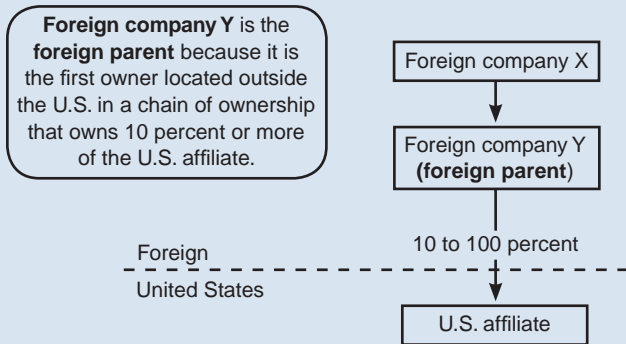 Foreign company Y is the
foreign parent because it is
the first owner located outside
the U.S. in a chain of ownership
that owns 10 percent or more
of the U.S. affiliate.
Foreign company X
Foreign company Y
(foreign parent)
10 to 100 percent
Foreign
United States
U.S. affiliate